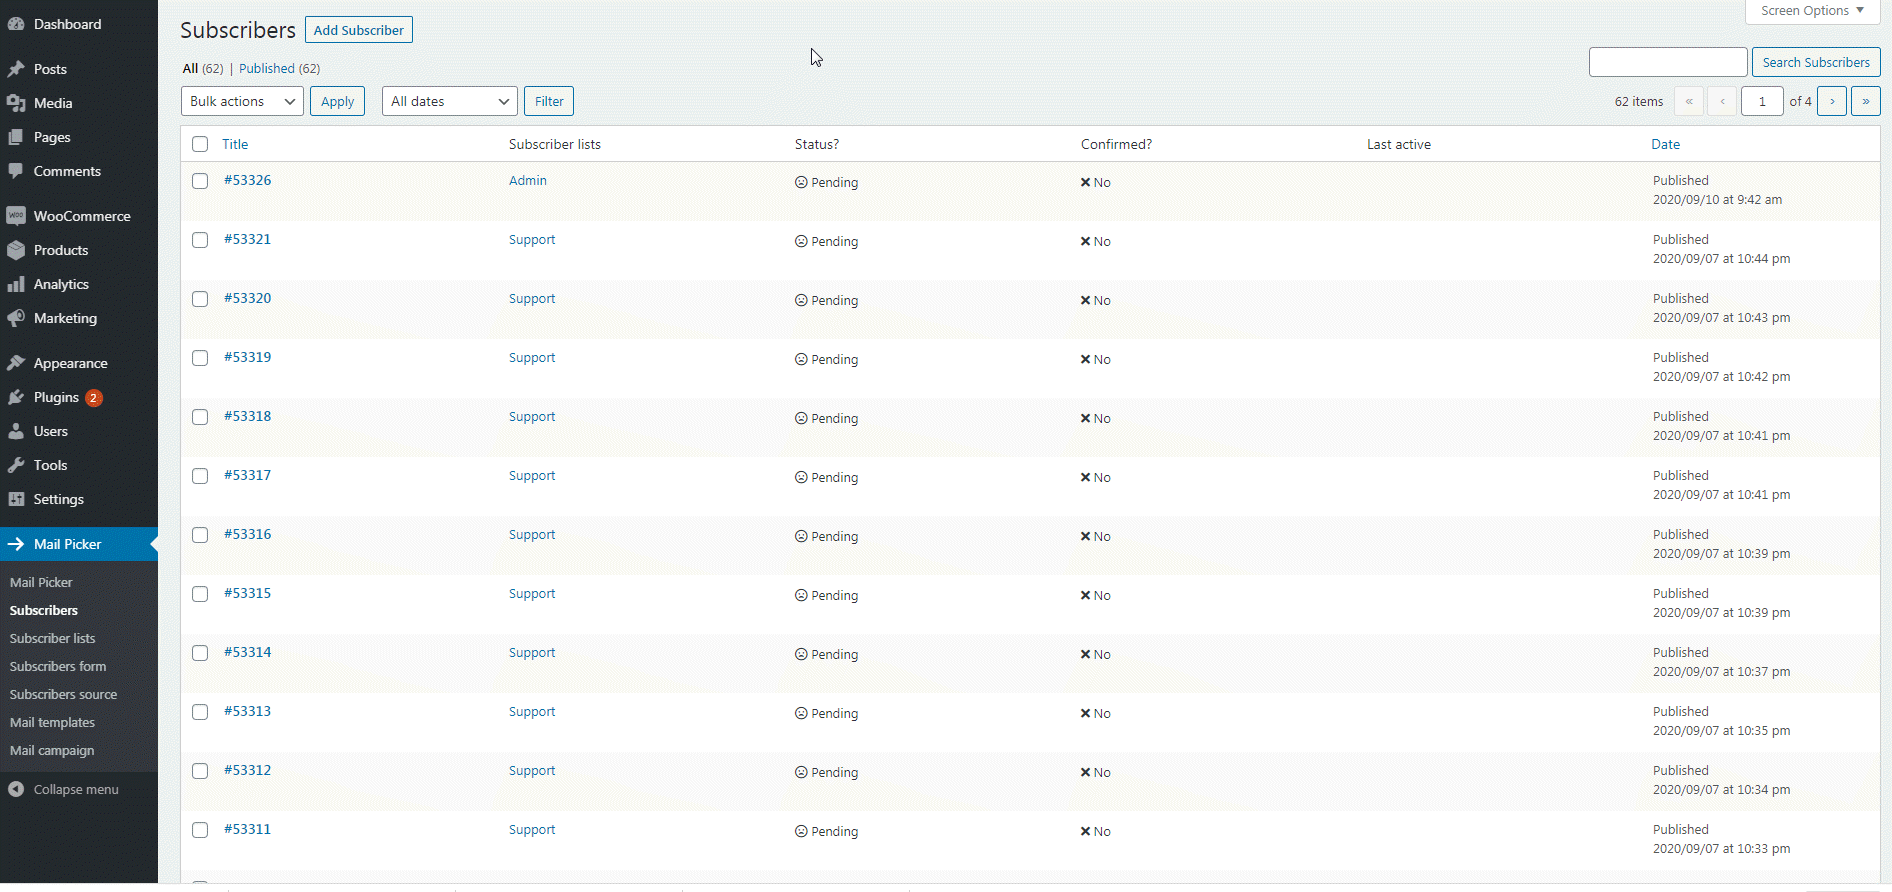 Dashboard
Posts
Media
Pages
Comments
WooCommerce
Products
Analytics
Marketing
Appearance
Plugins 2
Users
Tools
Settings
Mail Picker
Mail Picker
Subscribers
Subscriber lists
Subscribers form
Subscribers source
Mail templates
Mail campaign
Collapse menu
Screen Options ▼
Subscribers Add Subscriber
All (62) | Published (62)
Search Subscribers
Bulk actions Apply All dates Filter
62 items « ‹ 1 of 4 › »
Title Subscriber lists Status? Confirmed? Last active Date
#53326 Admin Pending No Published
2020/09/10 at 9:42 am
#53321 Support Pending No Published
2020/09/07 at 10:44 pm
#53320 Support Pending No Published
2020/09/07 at 10:43 pm
#53319 Support Pending No Published
2020/09/07 at 10:42 pm
#53318 Support Pending No Published
2020/09/07 at 10:41 pm
#53317 Support Pending No Published
2020/09/07 at 10:41 pm
#53316 Support Pending No Published
2020/09/07 at 10:39 pm
#53315 Support Pending No Published
2020/09/07 at 10:39 pm
#53314 Support Pending No Published
2020/09/07 at 10:37 pm
#53313 Support Pending No Published
2020/09/07 at 10:35 pm
#53312 Support Pending No Published
2020/09/07 at 10:34 pm
#53311 Support Pending No Published
2020/09/07 at 10:33 pm